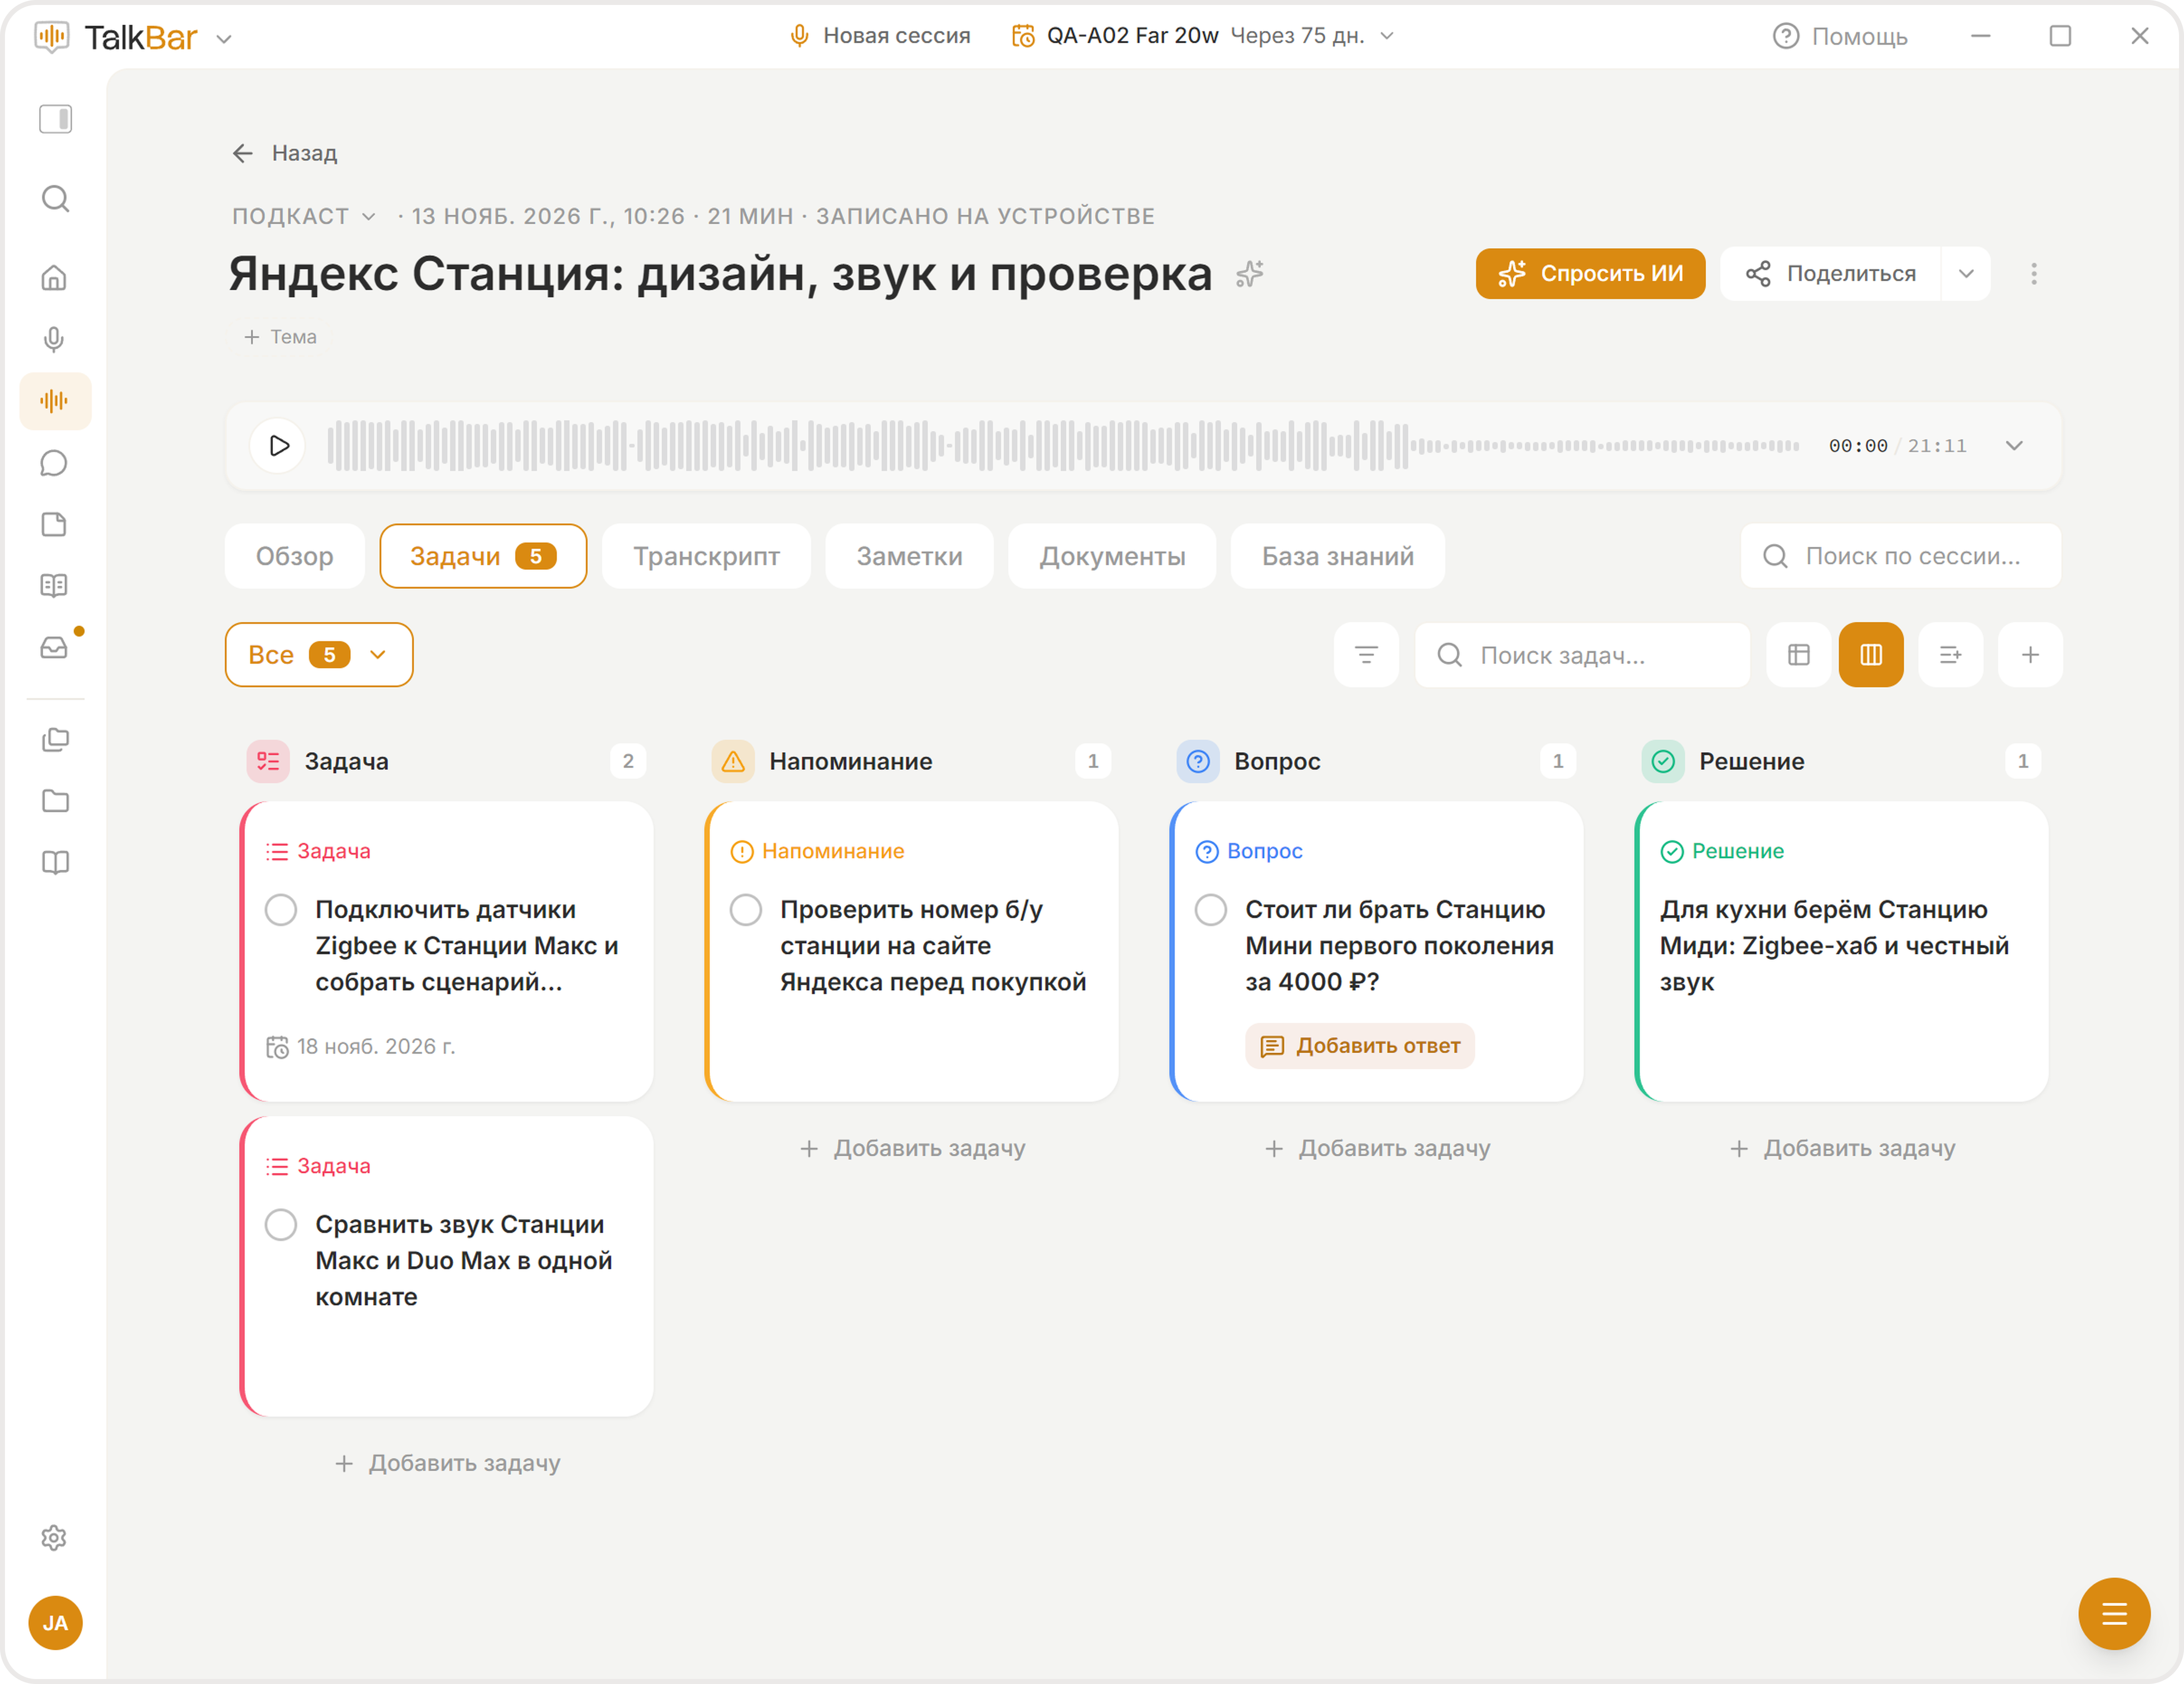 TalkBar
Новая сессия
QA-A02 Far 20w Через 75 дн.
Помощь
Назад
ПОДКАСТ · 13 НОЯБ. 2026 Г., 10:26 · 21 МИН · ЗАПИСАНО НА УСТРОЙСТВЕ
Яндекс Станция: дизайн, звук и проверка
Спросить ИИ
Поделиться
+ Тема
00:00 / 21:11
Обзор
Задачи 5
Транскрипт
Заметки
Документы
База знаний
Поиск по сессии...
Все 5
Поиск задач...
Задача 2
Задача
Подключить датчики
Zigbee к Станции Макс и
собрать сценарий...
18 нояб. 2026 г.
Задача
Сравнить звук Станции
Макс и Duo Max в одной
комнате
+ Добавить задачу
Напоминание 1
Напоминание
Проверить номер б/у
станции на сайте
Яндекса перед покупкой
+ Добавить задачу
Вопрос 1
Вопрос
Стоит ли брать Станцию
Мини первого поколения
за 4000 ₽?
Добавить ответ
+ Добавить задачу
Решение 1
Решение
Для кухни берём Станцию
Миди: Zigbee-хаб и честный
звук
+ Добавить задачу
JA